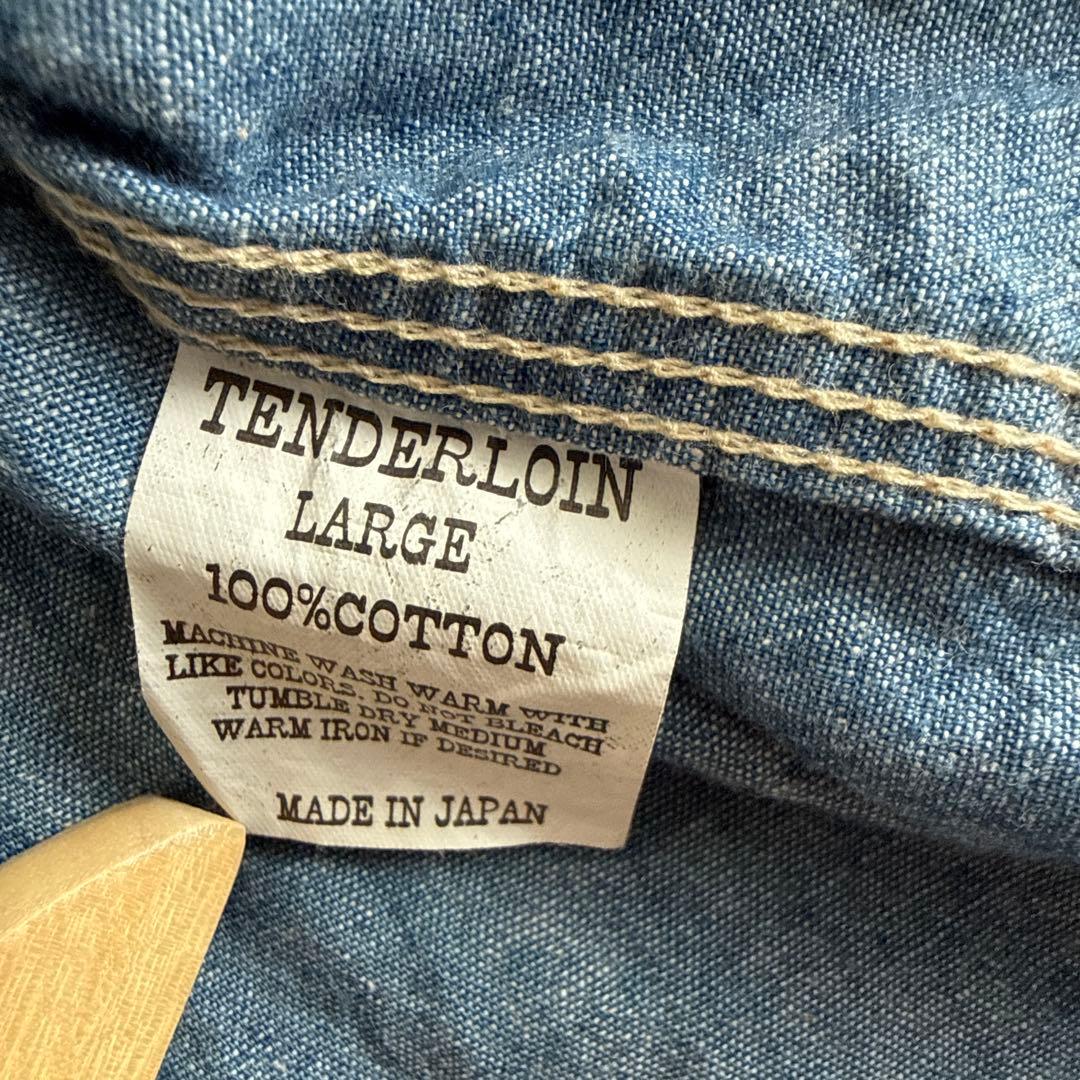 TENDERLOIN
LARGE
100%COTTON
MACHINE WASH WARM WITH
LIKE COLORS. DO NOT BLEACH
TUMBLE DRY MEDIUM
WARM IRON IF DESIRED
MADE IN JAPAN